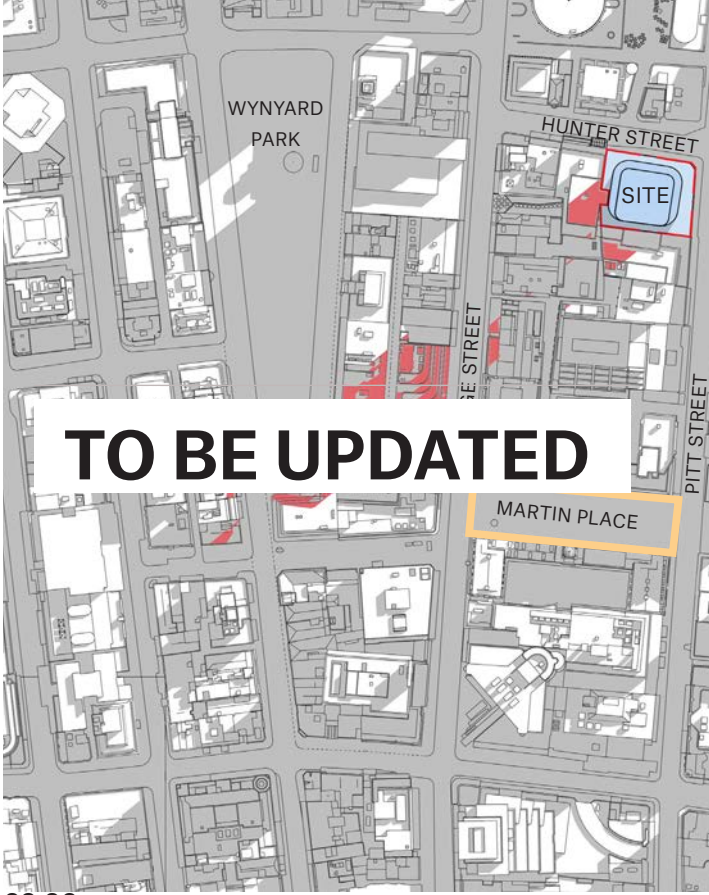 WYNYARD
PARK
HUNTER STREET
SITE
GE STREET
PITT STREET
TO BE UPDATED
MARTIN PLACE